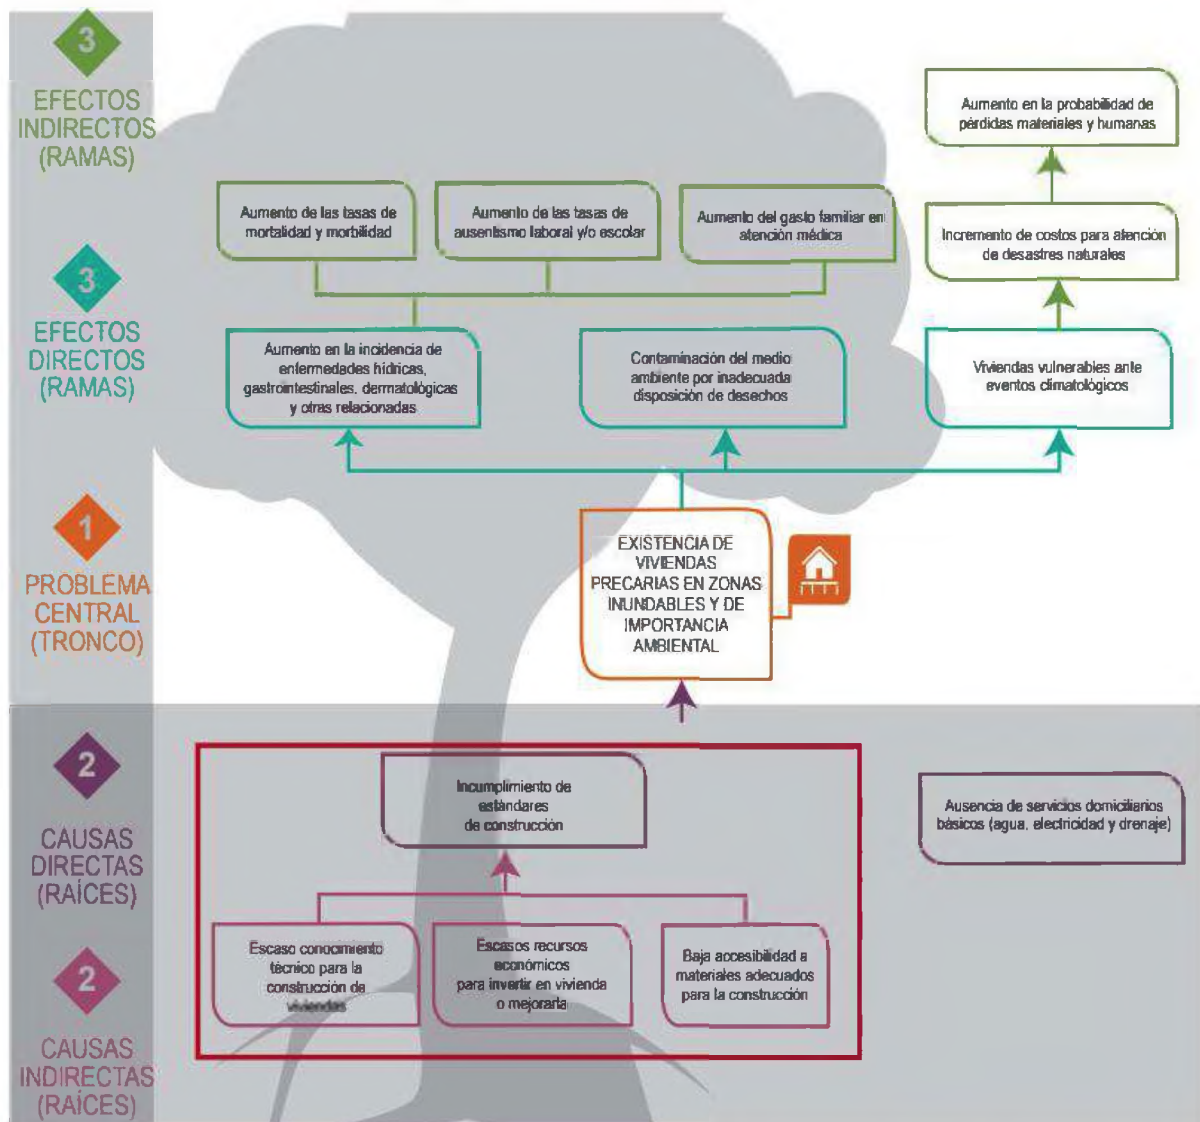 3
EFECTOS
INDIRECTOS
(RAMAS)
Aumento en la probabilidad de
pérdidas materiales y humanas
Aumento de las tasas de
mortalidad y morbilidad
Aumento de las tasas de
ausentismo laboral y/o escolar
Aumento del gasto familiar en
atención médica
Incremento de costos para atención
de desastres naturales
3
EFECTOS
DIRECTOS
(RAMAS)
Aumento en la incidencia de
enfermedades hídricas,
gastrointestinales, dermatológicas
y otras relacionadas
Contaminación del medio
ambiente por inadecuada
disposición de desechos
Viviendas vulnerables ante
eventos climatológicos
1
PROBLEMA
CENTRAL
(TRONCO)
EXISTENCIA DE
VIVIENDAS
PRECARIAS EN ZONAS
INUNDABLES Y DE
IMPORTANCIA
AMBIENTAL
2
CAUSAS
DIRECTAS
(RAÍCES)
Incumplimiento de
estándares
de construcción
Ausencia de servicios domiciliarios
básicos (agua, electricidad y drenaje)
2
CAUSAS
INDIRECTAS
(RAÍCES)
Escaso conocimiento
técnico para la
construcción de
viviendas
Escasos recursos
económicos
para invertir en vivienda
o mejorarla
Baja accesibilidad a
materiales adecuados
para la construcción